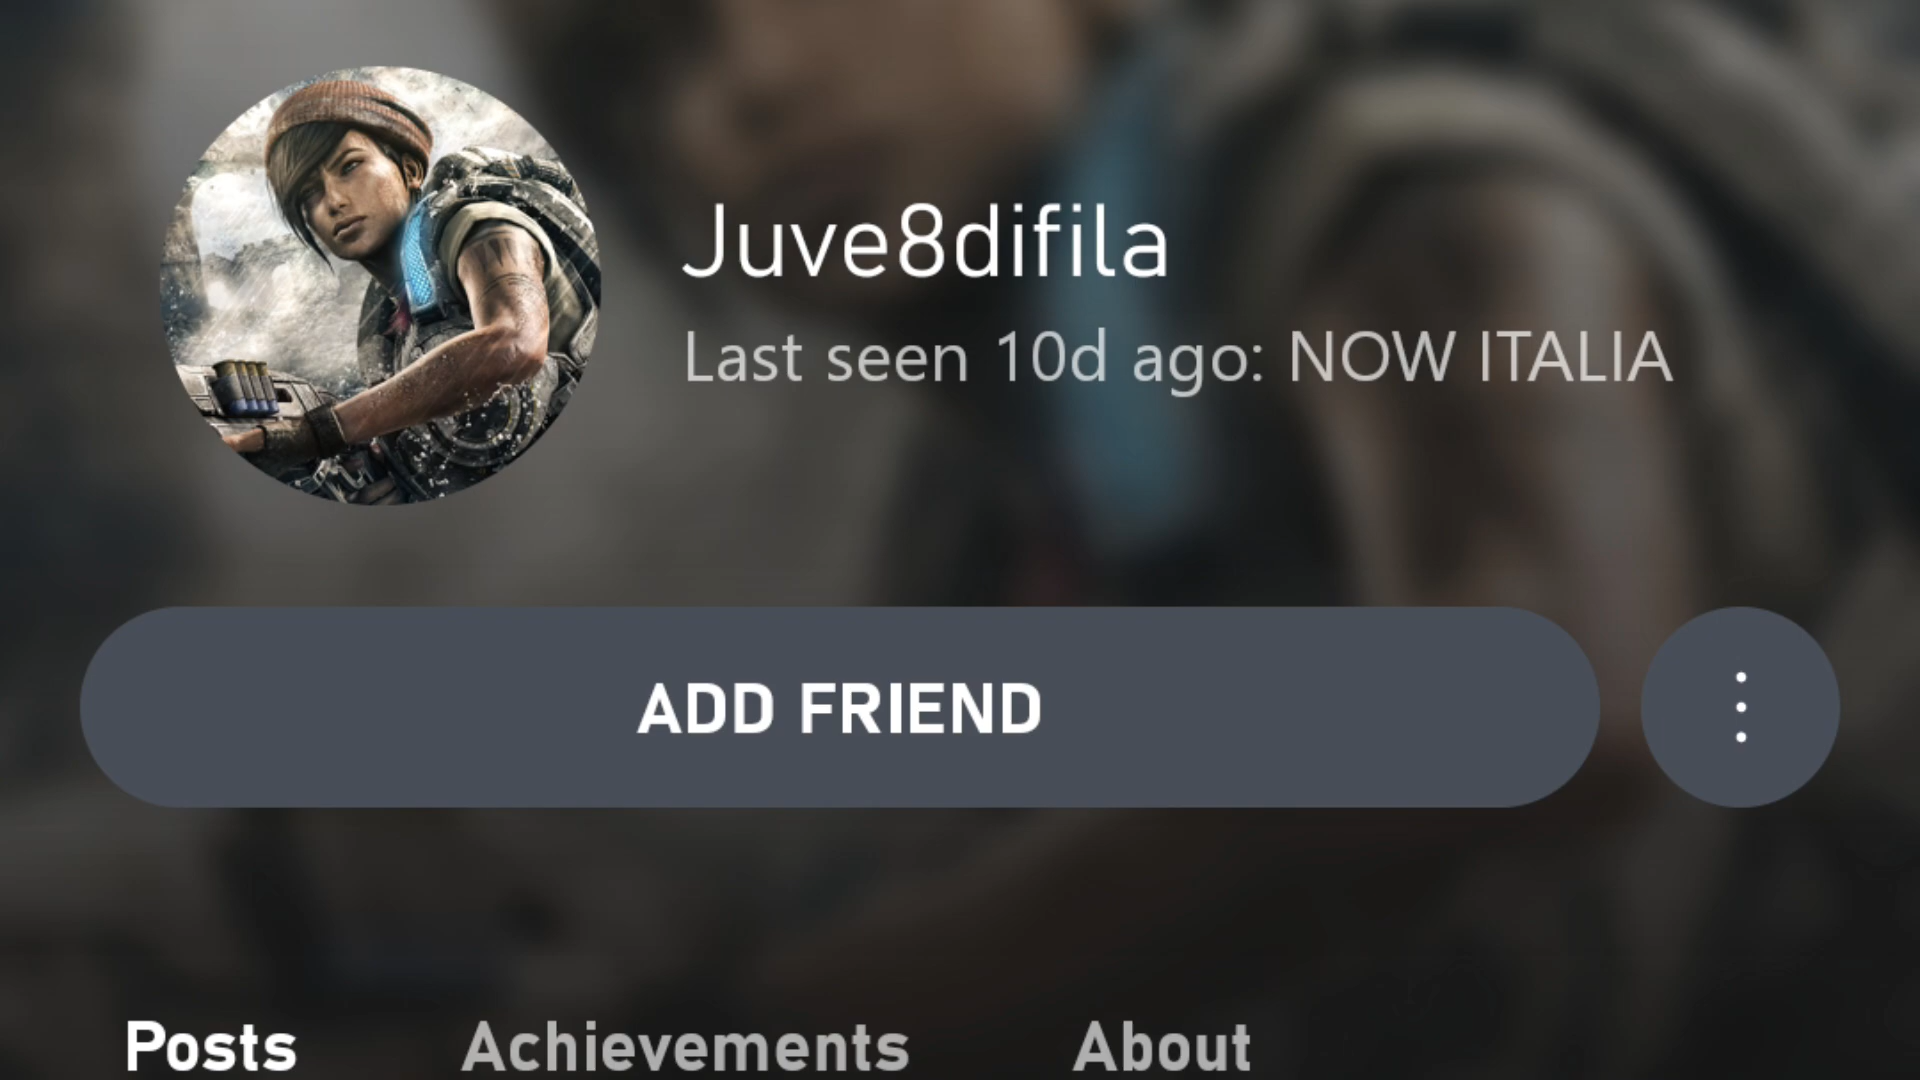 Juve8difila
Last seen 10d ago: NOW ITALIA
ADD FRIEND
Posts
Achievements
About